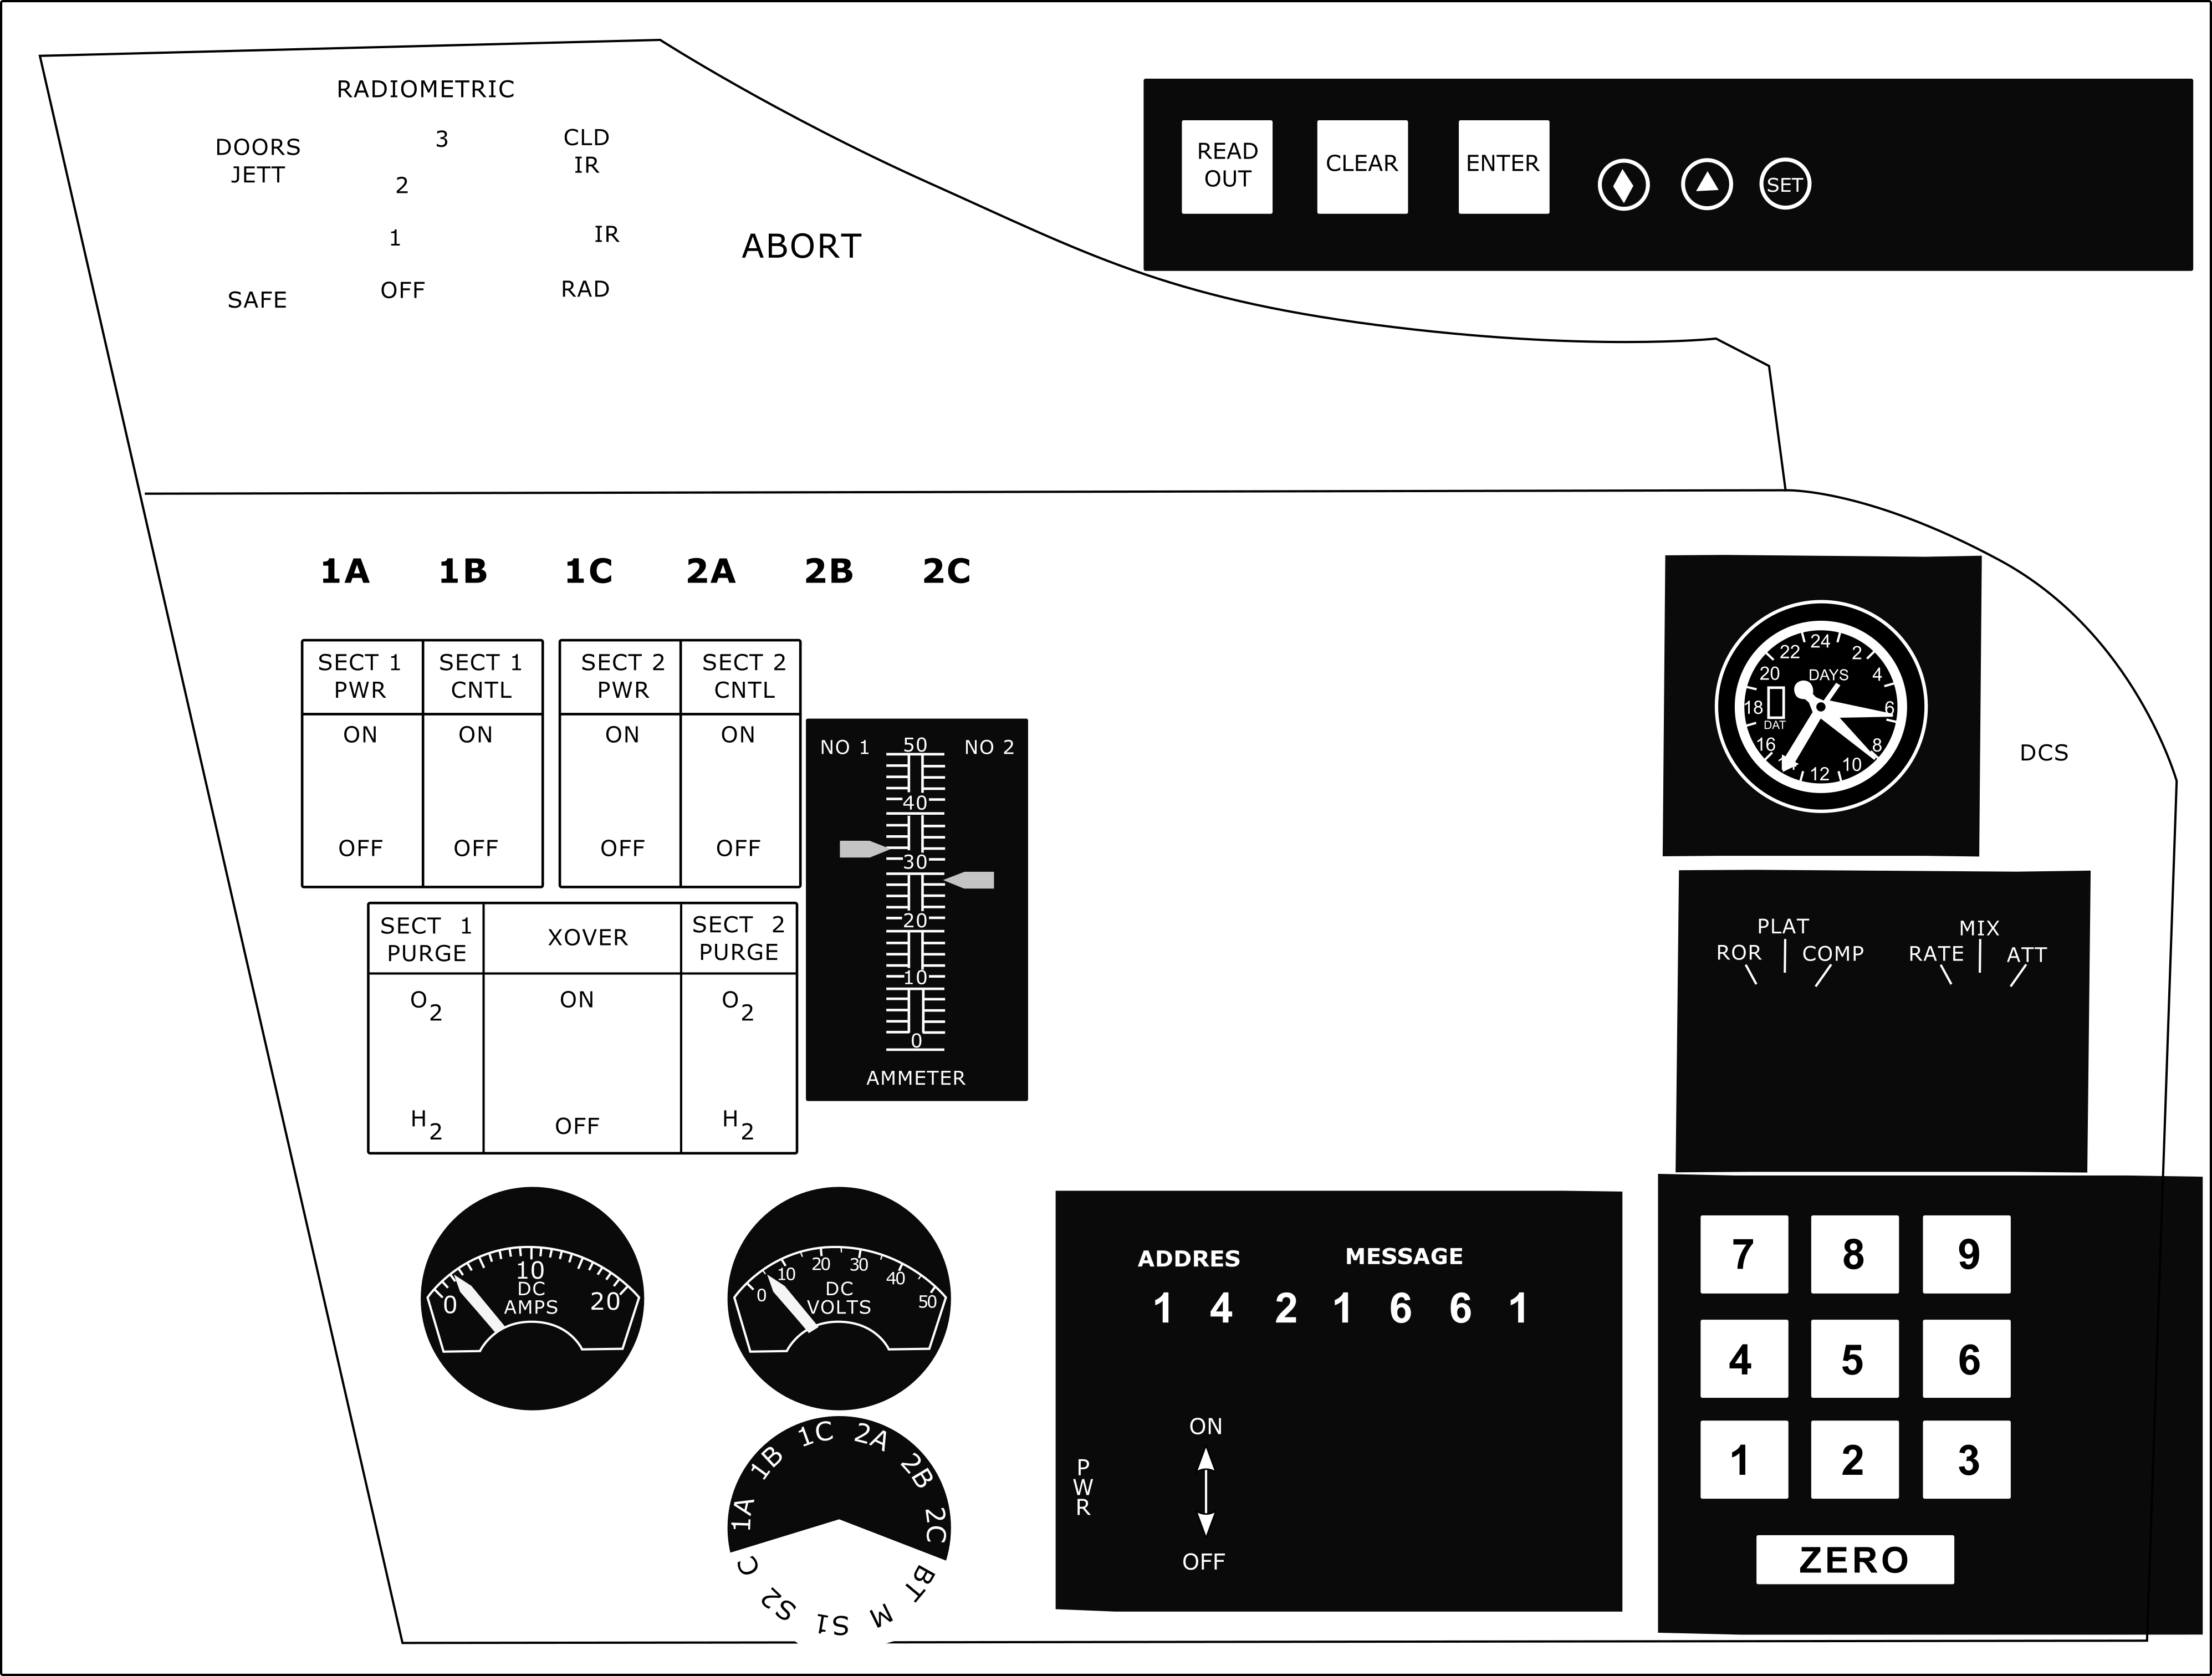 RADIOMETRIC
DOORS
JETT
3
2
1
OFF
SAFE
CLD
IR
IR
RAD
ABORT
READ
OUT
CLEAR
ENTER
SET
1A 1B 1C 2A 2B 2C
SECT 1
PWR
ON
OFF
SECT 1
CNTL
ON
OFF
SECT 2
PWR
ON
OFF
SECT 2
CNTL
ON
OFF
SECT 1
PURGE
O2
H2
XOVER
ON
OFF
SECT 2
PURGE
O2
H2
NO 1
NO 2
50
40
30
20
10
0
AMMETER
24
2
4
6
8
10
12
16
18
20
22
DAYS
DAT
DCS
PLAT
ROR
COMP
MIX
RATE
ATT
0 10 20
DC
AMPS
0 10 20 30 40 50
DC
VOLTS
1A 1B 1C 2A 2B 2C BT M S1 S2 C
ADDRES MESSAGE
1 4 2 1 6 6 1
PWR
ON
OFF
7 8 9
4 5 6
1 2 3
ZERO